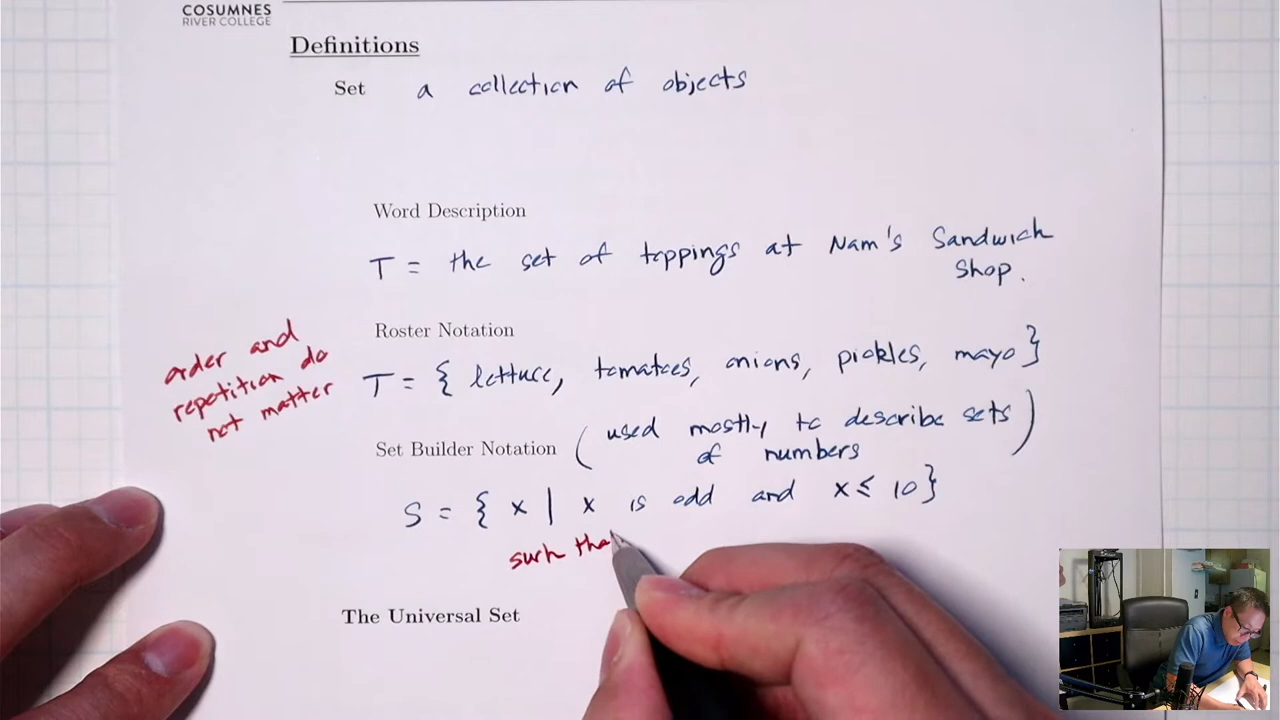 COSUMNES
RIVER COLLEGE
Definitions
Set a collection of objects
Word Description
T = the set of toppings at Nam's Sandwich
Shop.
Roster Notation
T = { lettuce, tomatoes, onions, pickles, mayo }
order and
repetition do
not matter
Set Builder Notation ( used mostly to describe sets
of numbers )
S = { x | x is odd and x ≤ 10 }
such tha
The Universal Set